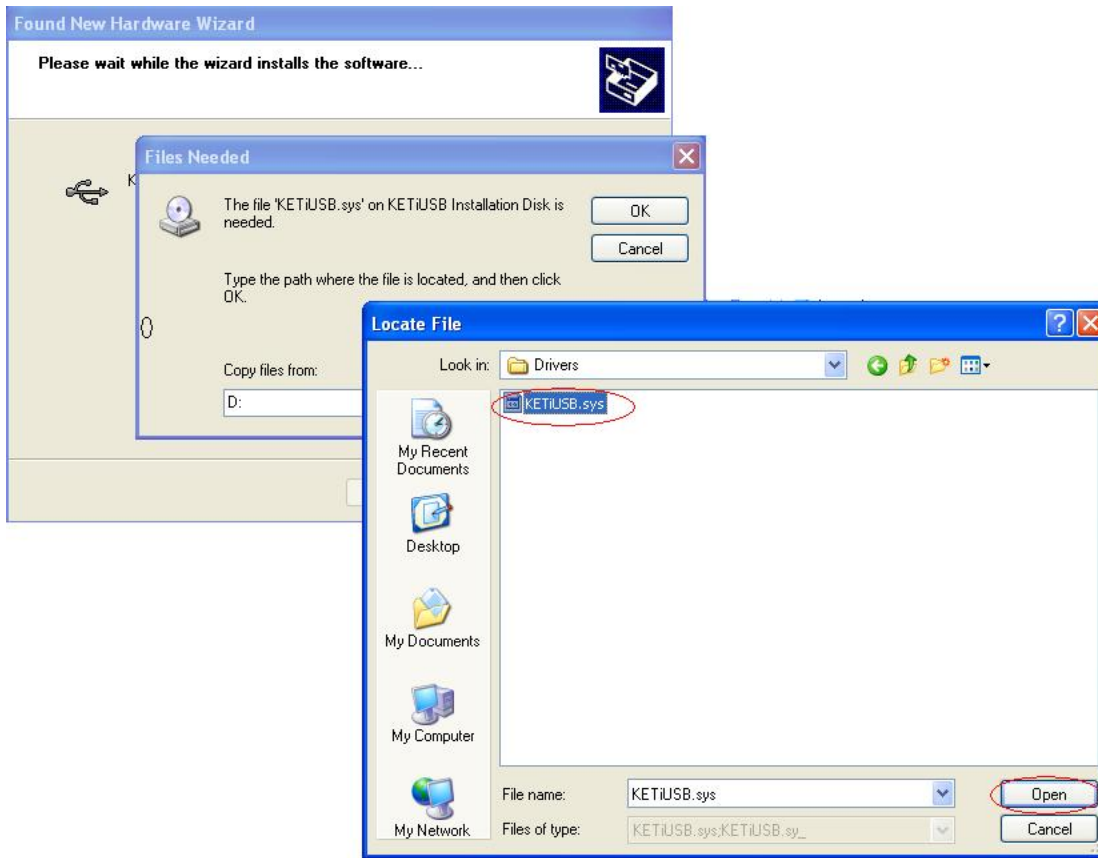 Found New Hardware Wizard
Please wait while the wizard installs the software...
K
Files Needed
The file 'KETiUSB.sys' on KETiUSB Installation Disk is
needed.
OK
Cancel
Type the path where the file is located, and then click
OK.
Copy files from:
D:
Locate File
Look in:
Drivers
KETiUSB.sys
My Recent
Documents
Desktop
My Documents
My Computer
My Network
File name:
KETiUSB.sys
Open
Files of type:
KETiUSB.sys;KETiUSB.sy_
Cancel